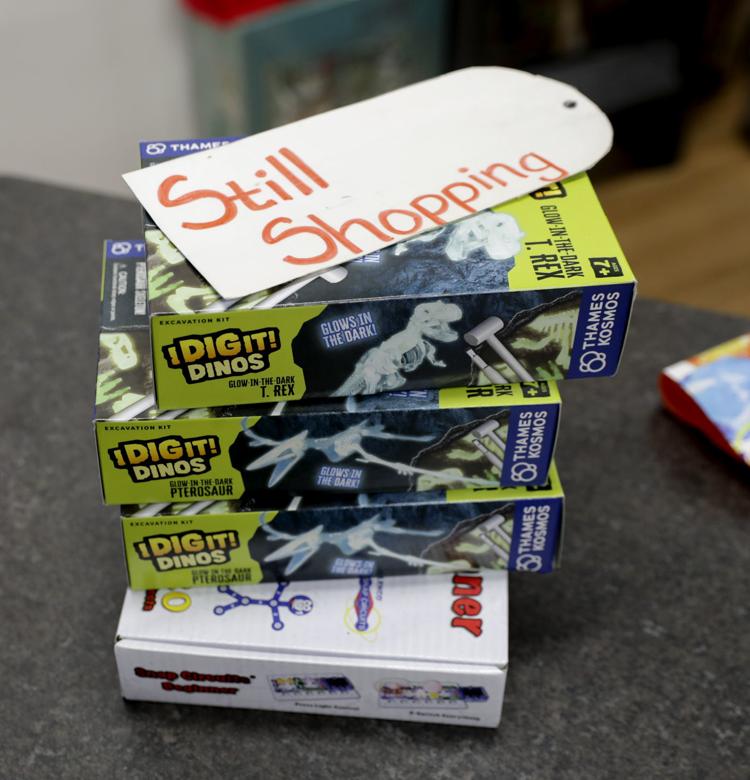 THAMES
Still
Shopping
GLOW-IN-THE-DARK
T. REX
7+
EXCAVATION KIT
I DIG IT!
DINOS
GLOW-IN-THE-DARK
T. REX
GLOWS IN
THE DARK!
THAMES
KOSMOS
CAUTION:
EXCAVATION KIT
I DIG IT!
DINOS
GLOW-IN-THE-DARK
PTEROSAUR
GLOWS IN
THE DARK!
THAMES
KOSMOS
EXCAVATION KIT
I DIG IT!
DINOS
GLOW-IN-THE-DARK
PTEROSAUR
GLOWS IN
THE DARK!
THAMES
KOSMOS
ner
Snap Circuits
Beginner